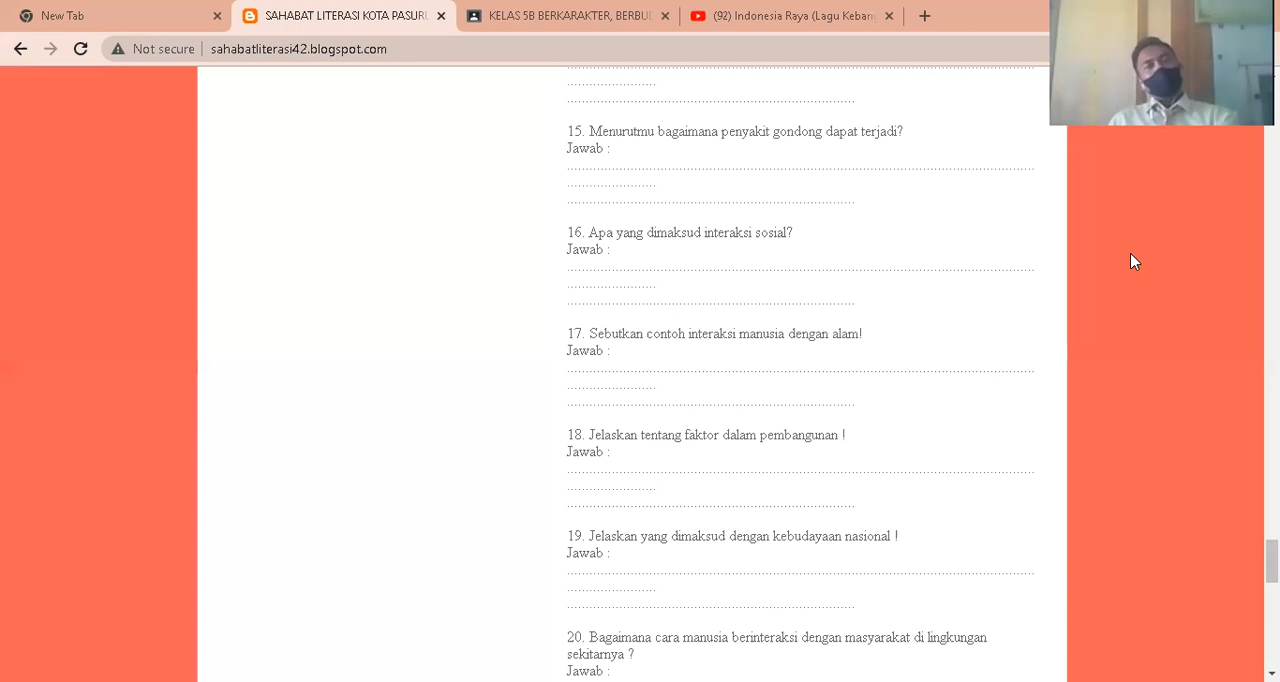 New Tab
SAHABAT LITERASI KOTA PASURU
KELAS 5B BERKARAKTER, BERBUD
(92) Indonesia Raya (Lagu Keban
Not secure
sahabatliterasi42.blogspot.com
15. Menurutmu bagaimana penyakit gondong dapat terjadi?
Jawab :
16. Apa yang dimaksud interaksi sosial?
Jawab :
17. Sebutkan contoh interaksi manusia dengan alam!
Jawab :
18. Jelaskan tentang faktor dalam pembangunan !
Jawab :
19. Jelaskan yang dimaksud dengan kebudayaan nasional !
Jawab :
20. Bagaimana cara manusia berinteraksi dengan masyarakat di lingkungan
sekitarnya ?
Jawab :